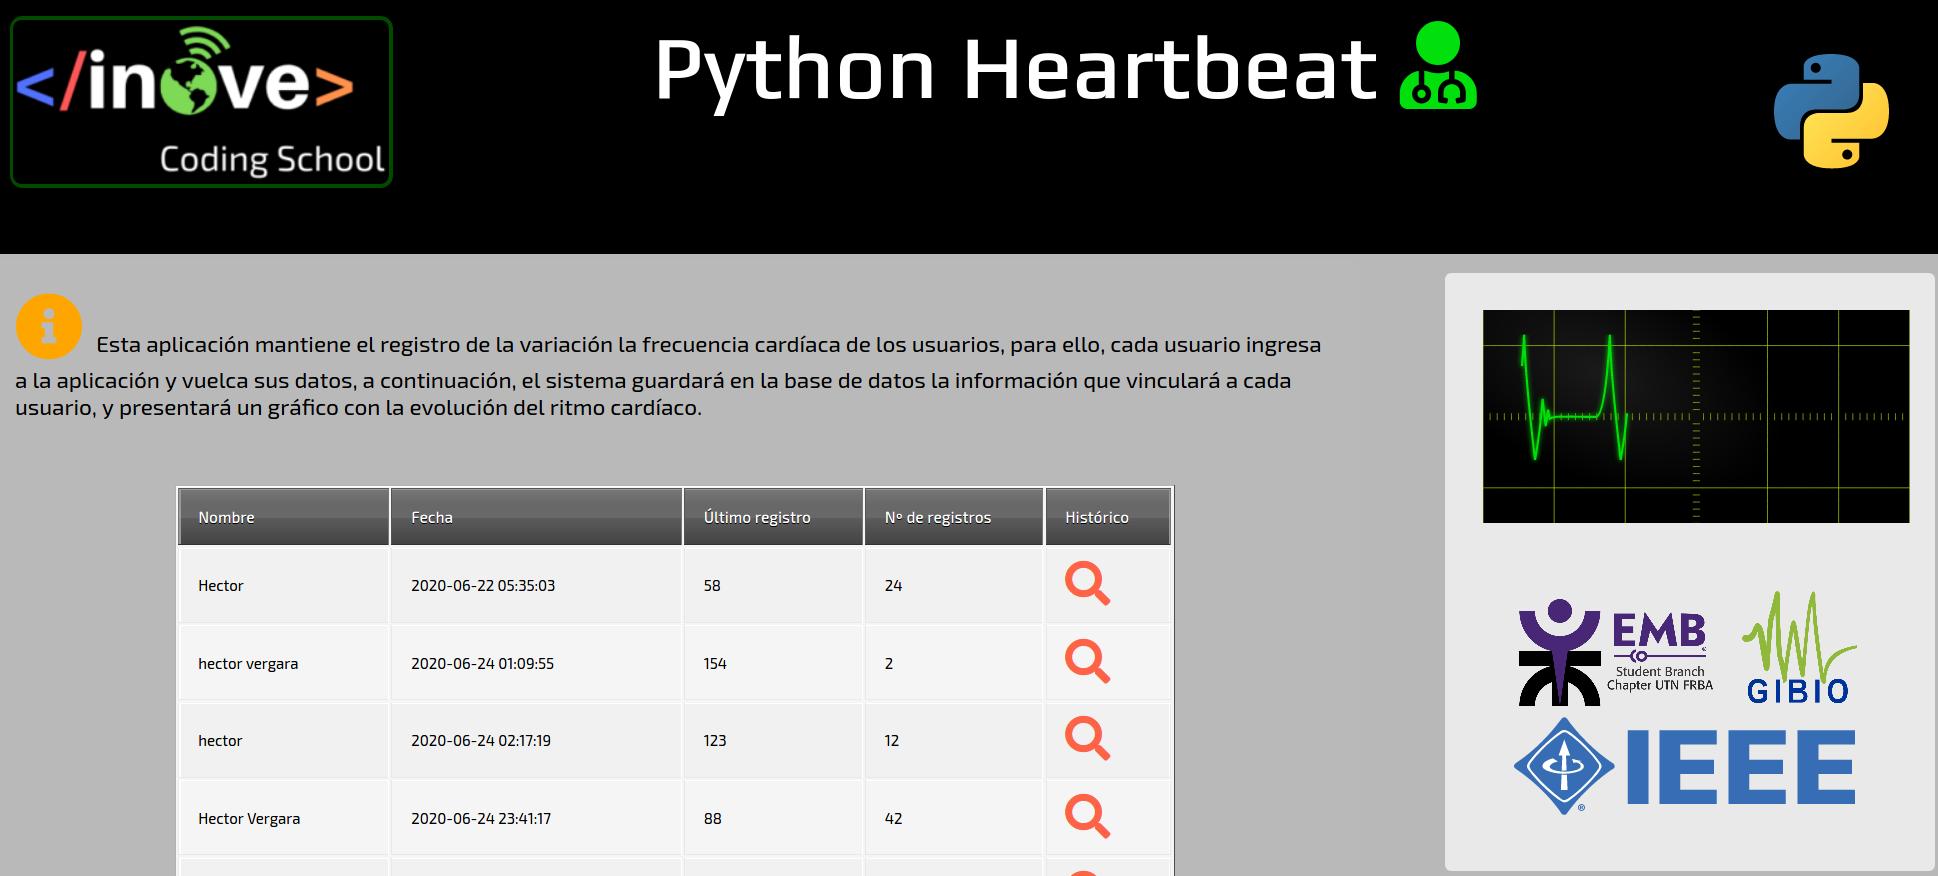 </inove>
Coding School
Python Heartbeat
Esta aplicación mantiene el registro de la variación la frecuencia cardíaca de los usuarios, para ello, cada usuario ingresa
a la aplicación y vuelca sus datos, a continuación, el sistema guardará en la base de datos la información que vinculará a cada
usuario, y presentará un gráfico con la evolución del ritmo cardíaco.
Nombre Fecha Último registro Nº de registros Histórico
Hector 2020-06-22 05:35:03 58 24
hector vergara 2020-06-24 01:09:55 154 2
hector 2020-06-24 02:17:19 123 12
Hector Vergara 2020-06-24 23:41:17 88 42
EMB
Student Branch
Chapter UTN FRBA
GIBIO
IEEE